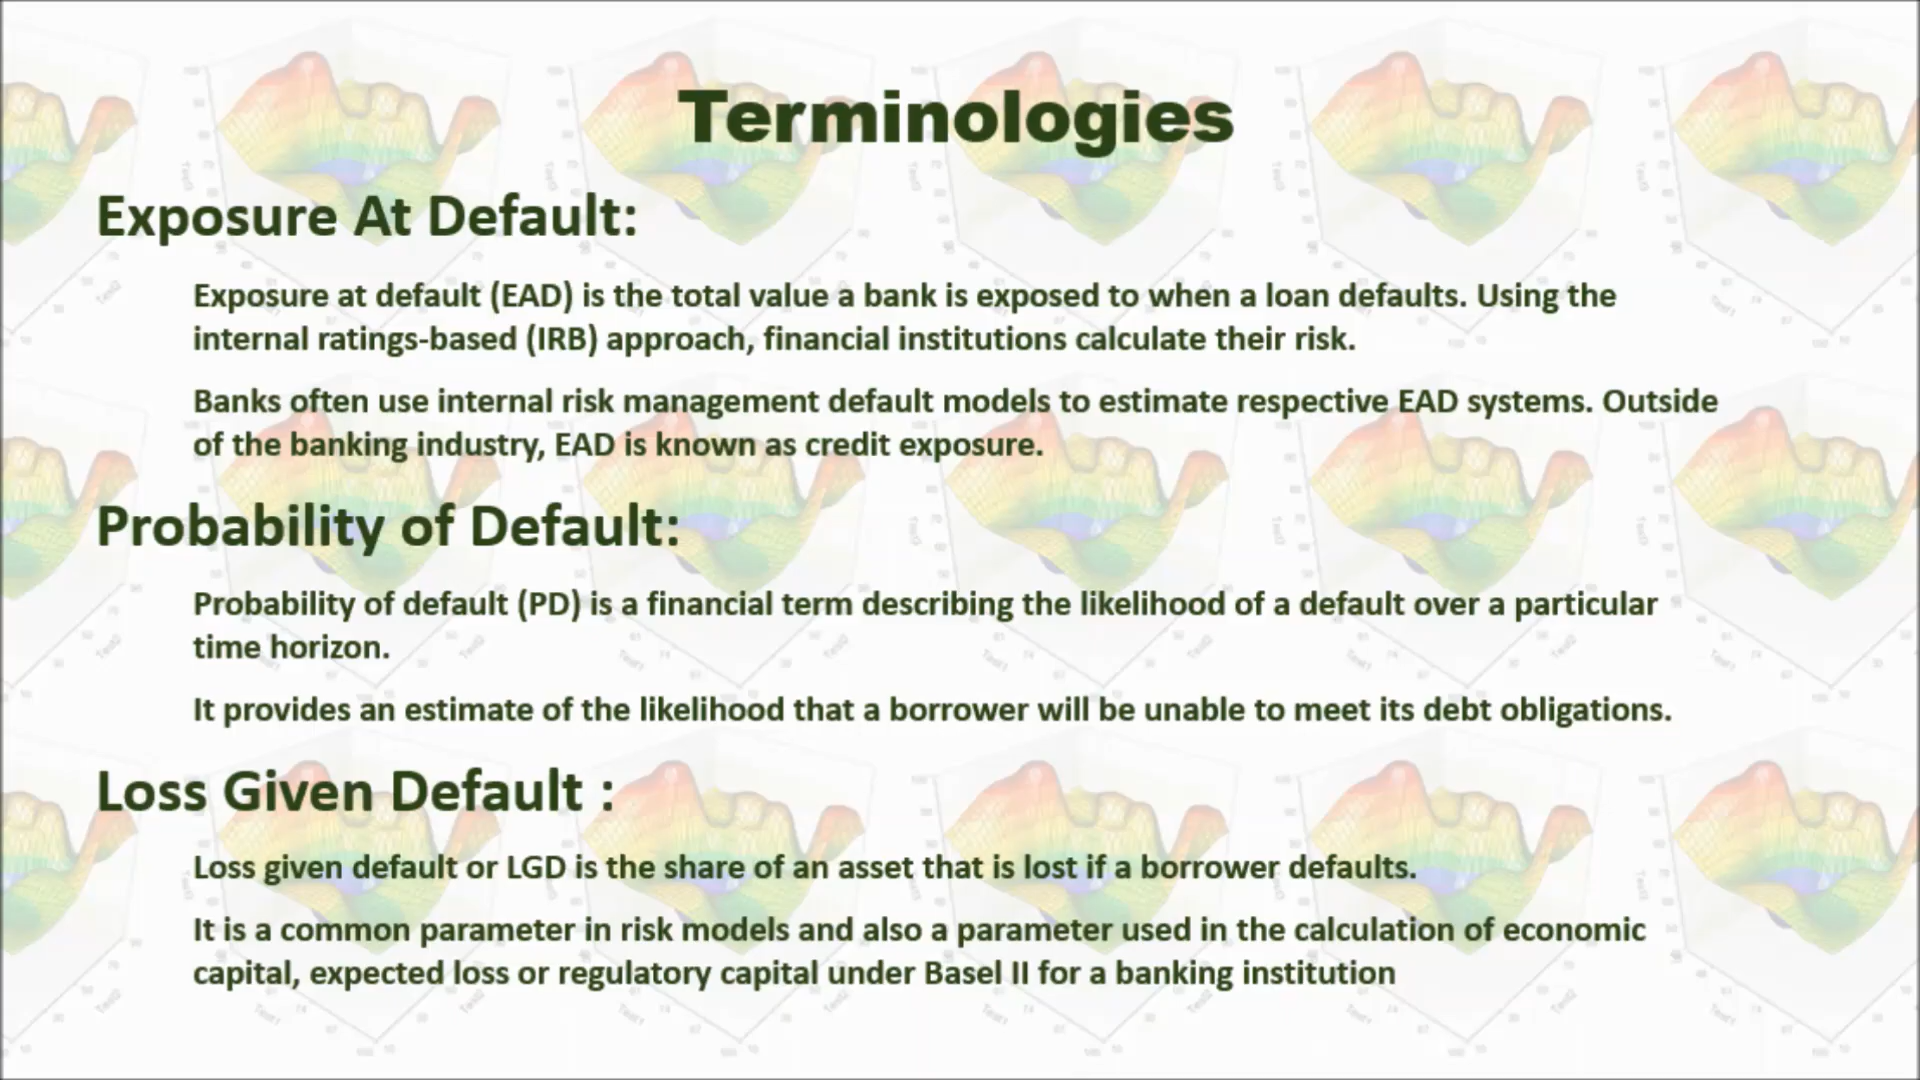 Terminologies
Exposure At Default:
Exposure at default (EAD) is the total value a bank is exposed to when a loan defaults. Using the
internal ratings-based (IRB) approach, financial institutions calculate their risk.
Banks often use internal risk management default models to estimate respective EAD systems. Outside
of the banking industry, EAD is known as credit exposure.
Probability of Default:
Probability of default (PD) is a financial term describing the likelihood of a default over a particular
time horizon.
It provides an estimate of the likelihood that a borrower will be unable to meet its debt obligations.
Loss Given Default :
Loss given default or LGD is the share of an asset that is lost if a borrower defaults.
It is a common parameter in risk models and also a parameter used in the calculation of economic
capital, expected loss or regulatory capital under Basel II for a banking institution